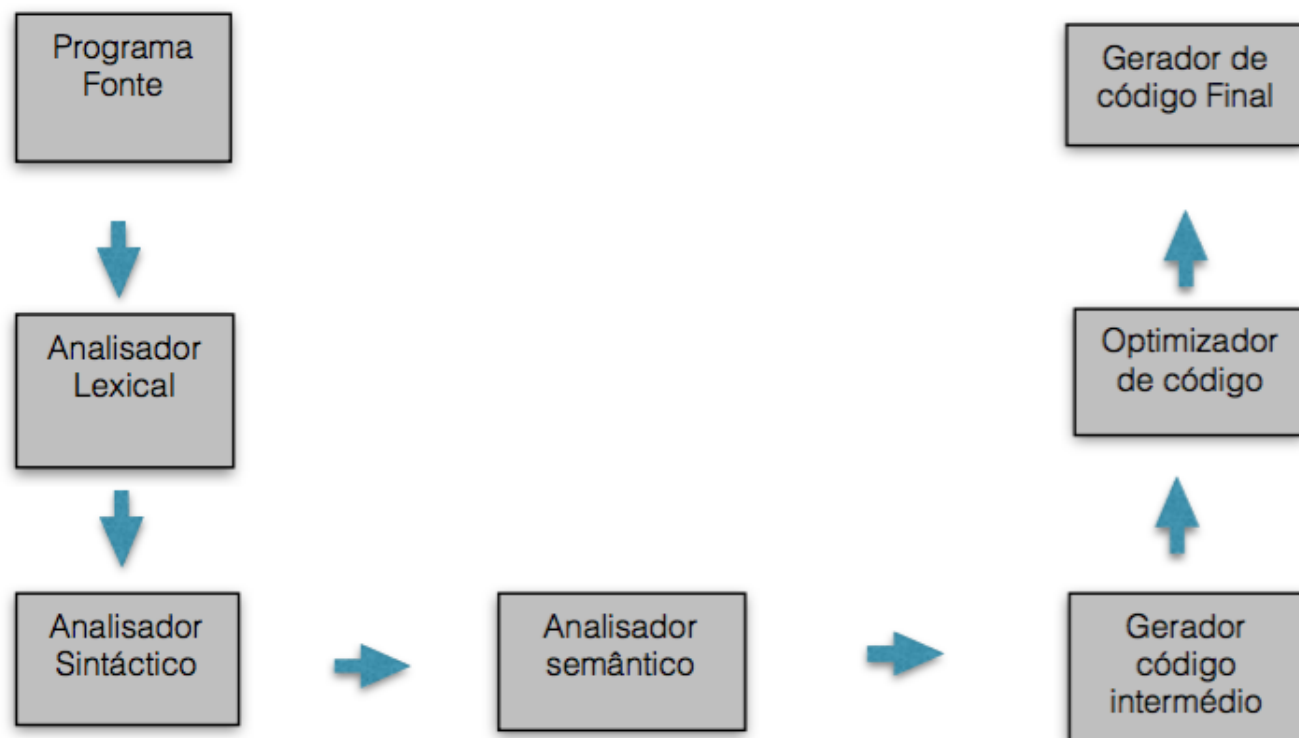 Programa
Fonte
Analisador
Lexical
Analisador
Sintáctico
Analisador
semântico
Gerador
código
intermédio
Optimizador
de código
Gerador de
código Final